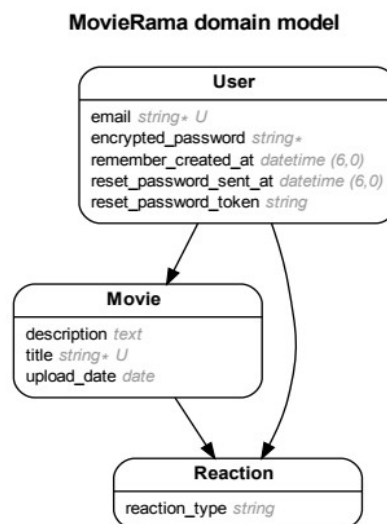 MovieRama domain model
User
email string* U
encrypted_password string*
remember_created_at datetime (6,0)
reset_password_sent_at datetime (6,0)
reset_password_token string
Movie
description text
title string* U
upload_date date
Reaction
reaction_type string